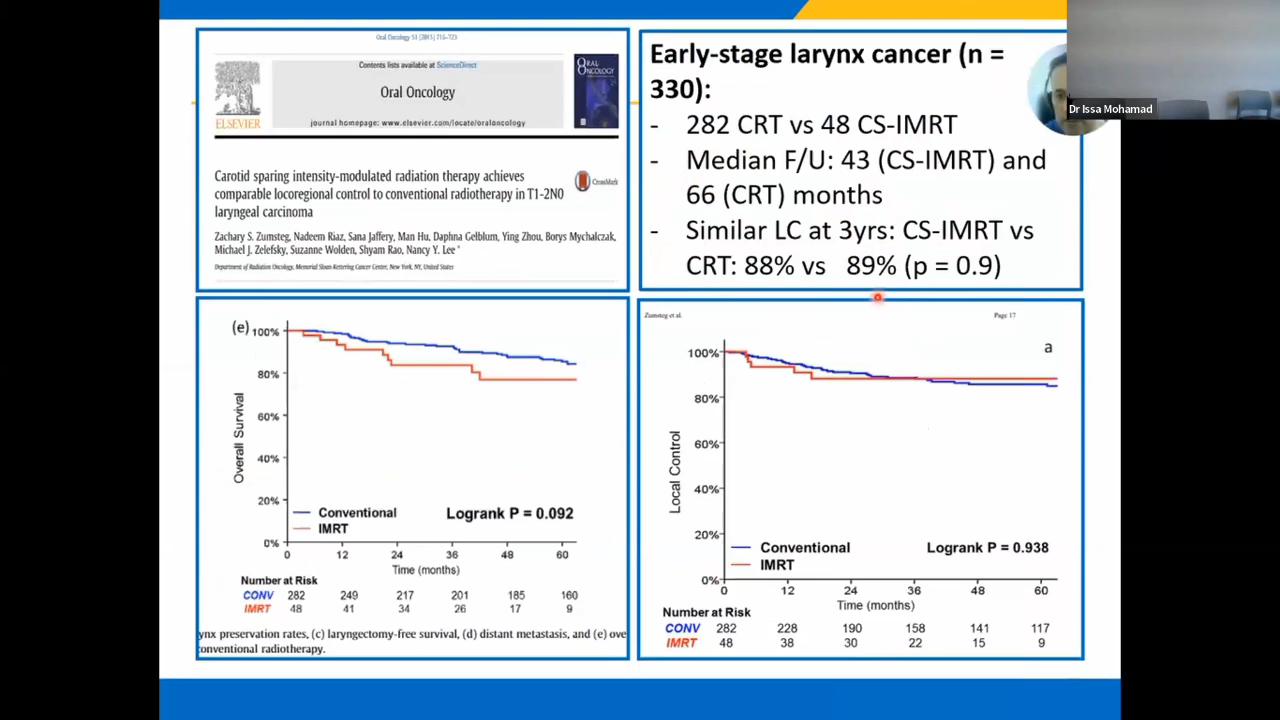 Oral Oncology 51 (2015) 716–723
Contents lists available at ScienceDirect
Oral Oncology
journal homepage: www.elsevier.com/locate/oraloncology
ELSEVIER
ORAL ONCOLOGY
Carotid sparing intensity-modulated radiation therapy achieves
comparable locoregional control to conventional radiotherapy in T1-2N0
laryngeal carcinoma
CrossMark
Zachary S. Zumsteg, Nadeem Riaz, Sana Jaffery, Man Hu, Daphna Gelblum, Ying Zhou, Borys Mychalczak,
Michael J. Zelefsky, Suzanne Wolden, Shyam Rao, Nancy Y. Lee *
Department of Radiation Oncology, Memorial Sloan-Kettering Cancer Center, New York, NY, United States
Early-stage larynx cancer (n =
330):
- 282 CRT vs 48 CS-IMRT
- Median F/U: 43 (CS-IMRT) and
66 (CRT) months
- Similar LC at 3yrs: CS-IMRT vs
CRT: 88% vs 89% (p = 0.9)
Dr Issa Mohamad
(e)
100%
80%
60%
40%
20%
0%
Overall Survival
Conventional
IMRT
Logrank P = 0.092
0 12 24 36 48 60
Time (months)
Number at Risk
CONV 282 249 217 201 185 160
IMRT 48 41 34 26 17 9
ynx preservation rates, (c) laryngectomy-free survival, (d) distant metastasis, and (e) ove
conventional radiotherapy.
Zumsteg et al.
Page 17
a
100%
80%
60%
40%
20%
0%
Local Control
Conventional
IMRT
Logrank P = 0.938
0 12 24 36 48 60
Time (months)
Number at Risk
CONV 282 228 190 158 141 117
IMRT 48 38 30 22 15 9